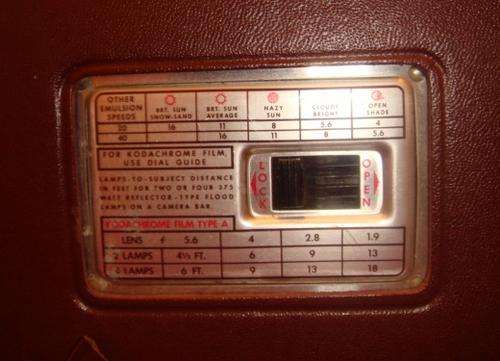 OTHER EMULSION SPEEDS BRT. SUN SNOW-SAND BRT. SUN AVERAGE HAZY SUN CLOUDY BRIGHT OPEN SHADE
20 16 11 8 5.6 4
40 16 11 8 5.6
FOR KODACHROME FILM,
USE DIAL GUIDE
LAMPS-TO-SUBJECT DISTANCE
IN FEET FOR TWO OR FOUR 375
WATT REFLECTOR-TYPE FLOOD
LAMPS ON A CAMERA BAR.
LOCK
OPEN
KODACHROME FILM TYPE A
LENS f 5.6 4 2.8 1.9
2 LAMPS 4½ FT. 6 9 13
4 LAMPS 6 FT. 9 13 18